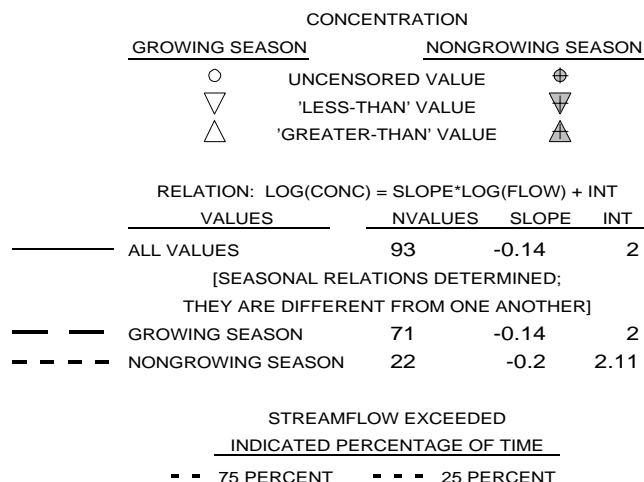 CONCENTRATION
GROWING SEASON NONGROWING SEASON
UNCENSORED VALUE
'LESS-THAN' VALUE
'GREATER-THAN' VALUE
RELATION: LOG(CONC) = SLOPE*LOG(FLOW) + INT
VALUES NVALUES SLOPE INT
ALL VALUES 93 -0.14 2
[SEASONAL RELATIONS DETERMINED;
THEY ARE DIFFERENT FROM ONE ANOTHER]
GROWING SEASON 71 -0.14 2
NONGROWING SEASON 22 -0.2 2.11
STREAMFLOW EXCEEDED
INDICATED PERCENTAGE OF TIME
75 PERCENT 25 PERCENT